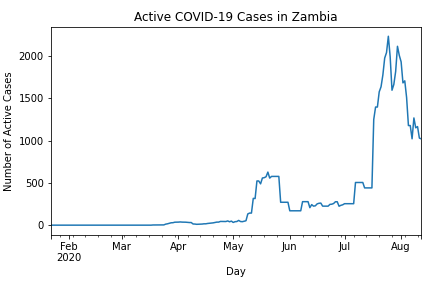 Active COVID-19 Cases in Zambia
Number of Active Cases
2000
1500
1000
500
0
Feb Mar Apr May Jun Jul Aug
2020
Day